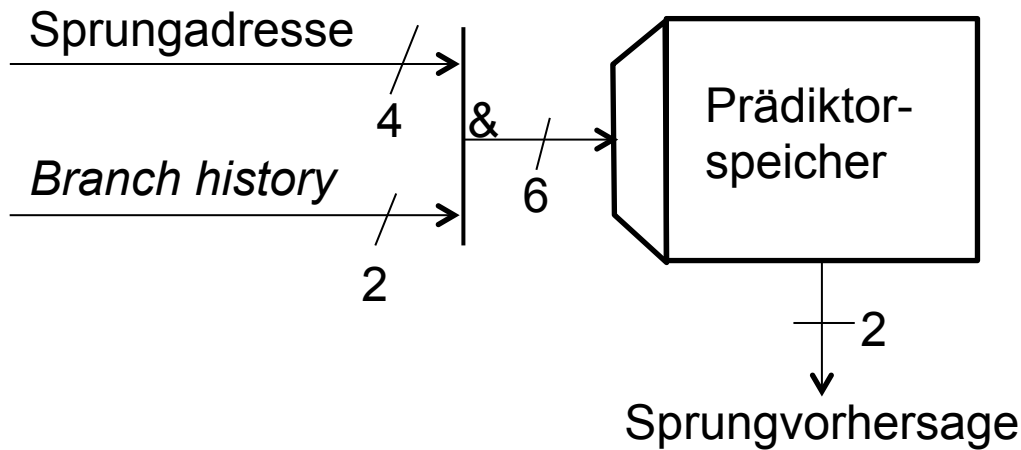 Sprungadresse
4
&
Branch history
2
6
Prädiktor-
speicher
2
Sprungvorhersage